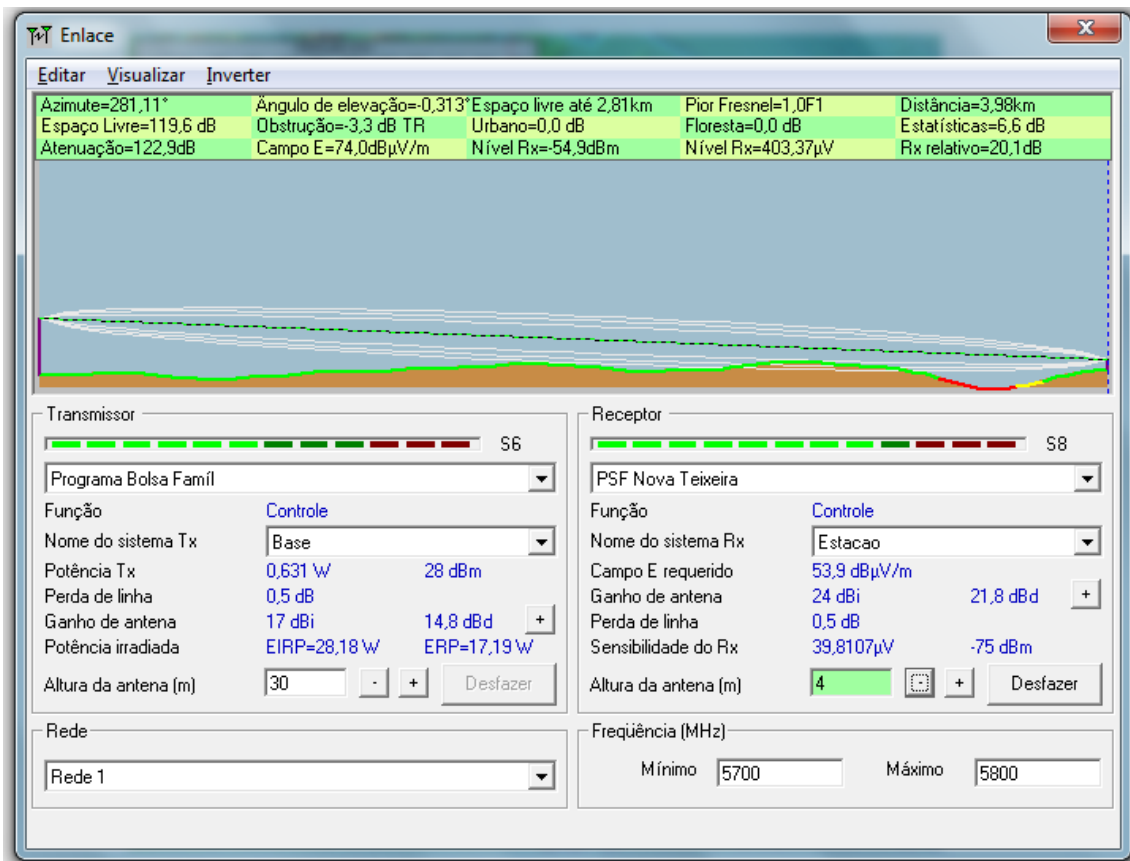 Enlace
Editar Visualizar Inverter
Azimute=281,11° Ângulo de elevação=-0,313° Espaço livre até 2,81km Pior Fresnel=1,0F1 Distância=3,98km
Espaço Livre=119,6 dB Obstrução=-3,3 dB TR Urbano=0,0 dB Floresta=0,0 dB Estatísticas=6,6 dB
Atenuação=122,9dB Campo E=74,0dBµV/m Nível Rx=-54,9dBm Nível Rx=403,37µV Rx relativo=20,1dB
Transmissor
S6
Programa Bolsa Famíl
Função Controle
Nome do sistema Tx Base
Potência Tx 0,631 W 28 dBm
Perda de linha 0,5 dB
Ganho de antena 17 dBi 14,8 dBd +
Potência irradiada EIRP=28,18 W ERP=17,19 W
Altura da antena (m) 30 - + Desfazer
Receptor
S8
PSF Nova Teixeira
Função Controle
Nome do sistema Rx Estacao
Campo E requerido 53,9 dBµV/m
Ganho de antena 24 dBi 21,8 dBd +
Perda de linha 0,5 dB
Sensibilidade do Rx 39,8107µV -75 dBm
Altura da antena (m) 4 - + Desfazer
Rede
Rede 1
Freqüência (MHz)
Mínimo 5700 Máximo 5800